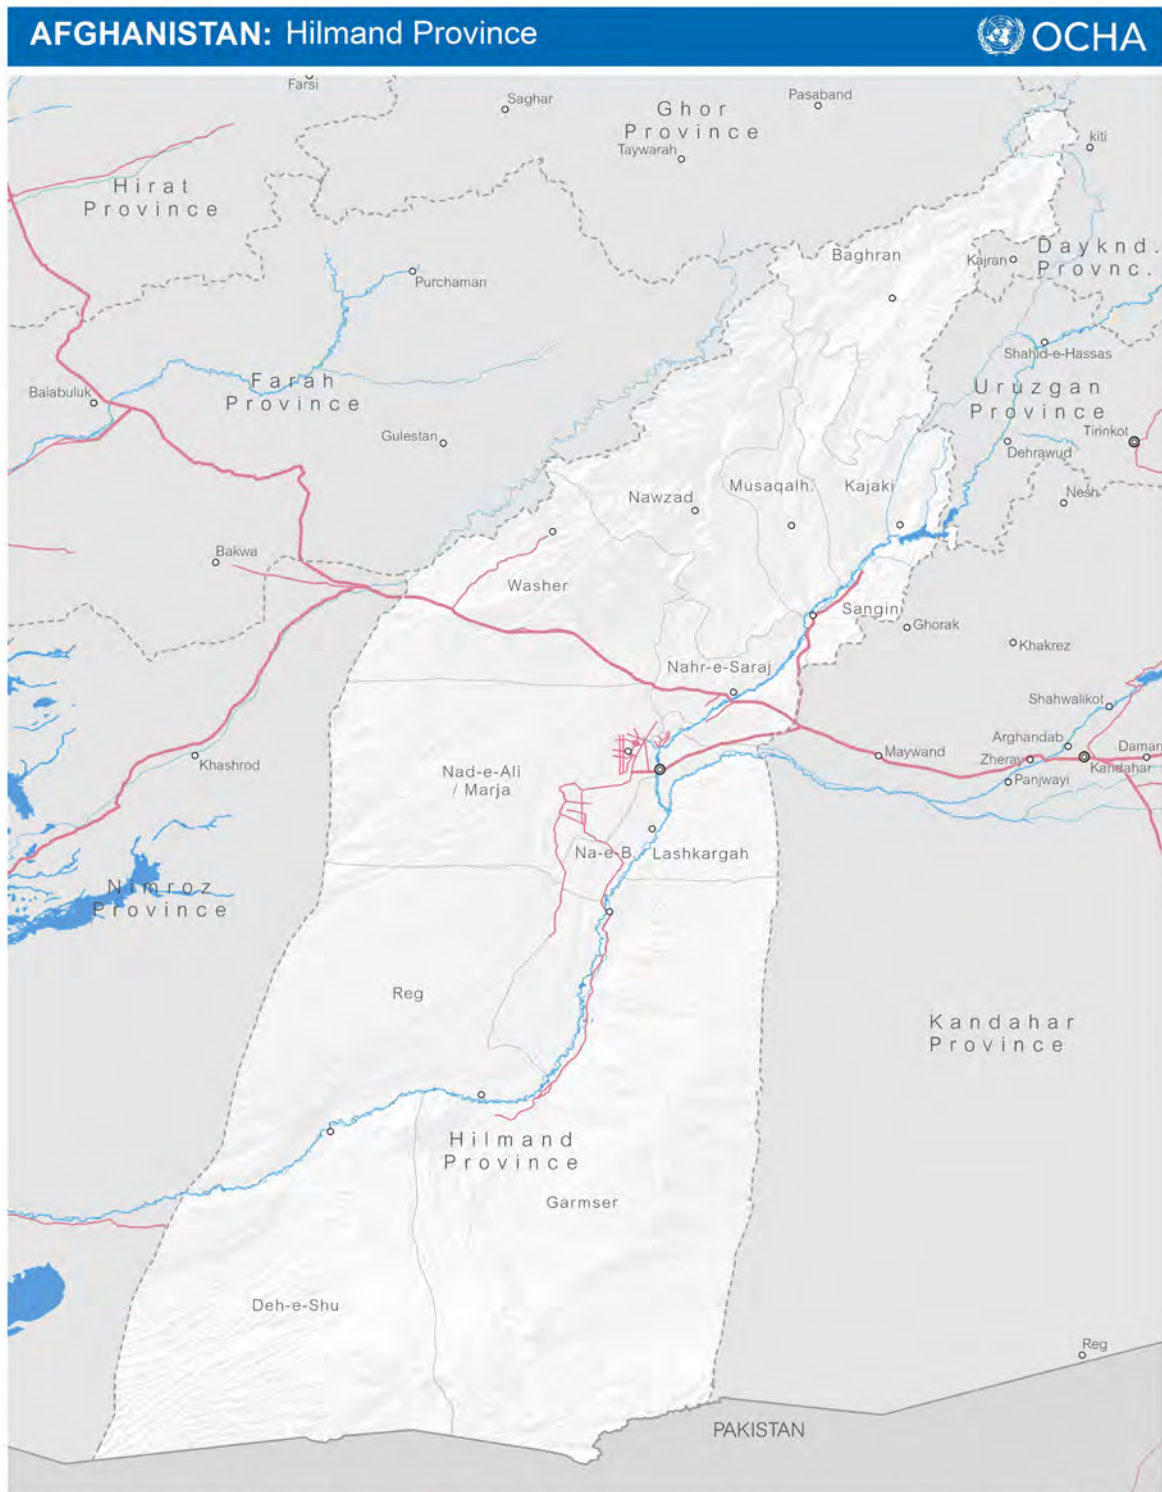 AFGHANISTAN: Hilmand Province
OCHA
Farsi
Saghar
Pasaband
Ghor
Province
Taywarah
kiti
Hirat
Province
Dayknd.
Provnc.
Baghran
Kajran
Purchaman
Shahid-e-Hassas
Farah
Province
Balabuluk
Uruzgan
Province
Gulestan
Tirinkot
Dehrawud
Nawzad
Musaqalh.
Kajaki
Nesh
Bakwa
Washer
Sangin
Ghorak
Khakrez
Nahr-e-Saraj
Shahwalikot
Arghandab
Khashrod
Maywand
Zheray
Daman
Kandahar
Nad-e-Ali
/ Marja
Panjwayi
Na-e-B.
Lashkargah
Nimroz
Province
Reg
Kandahar
Province
Hilmand
Province
Garmser
Deh-e-Shu
Reg
PAKISTAN